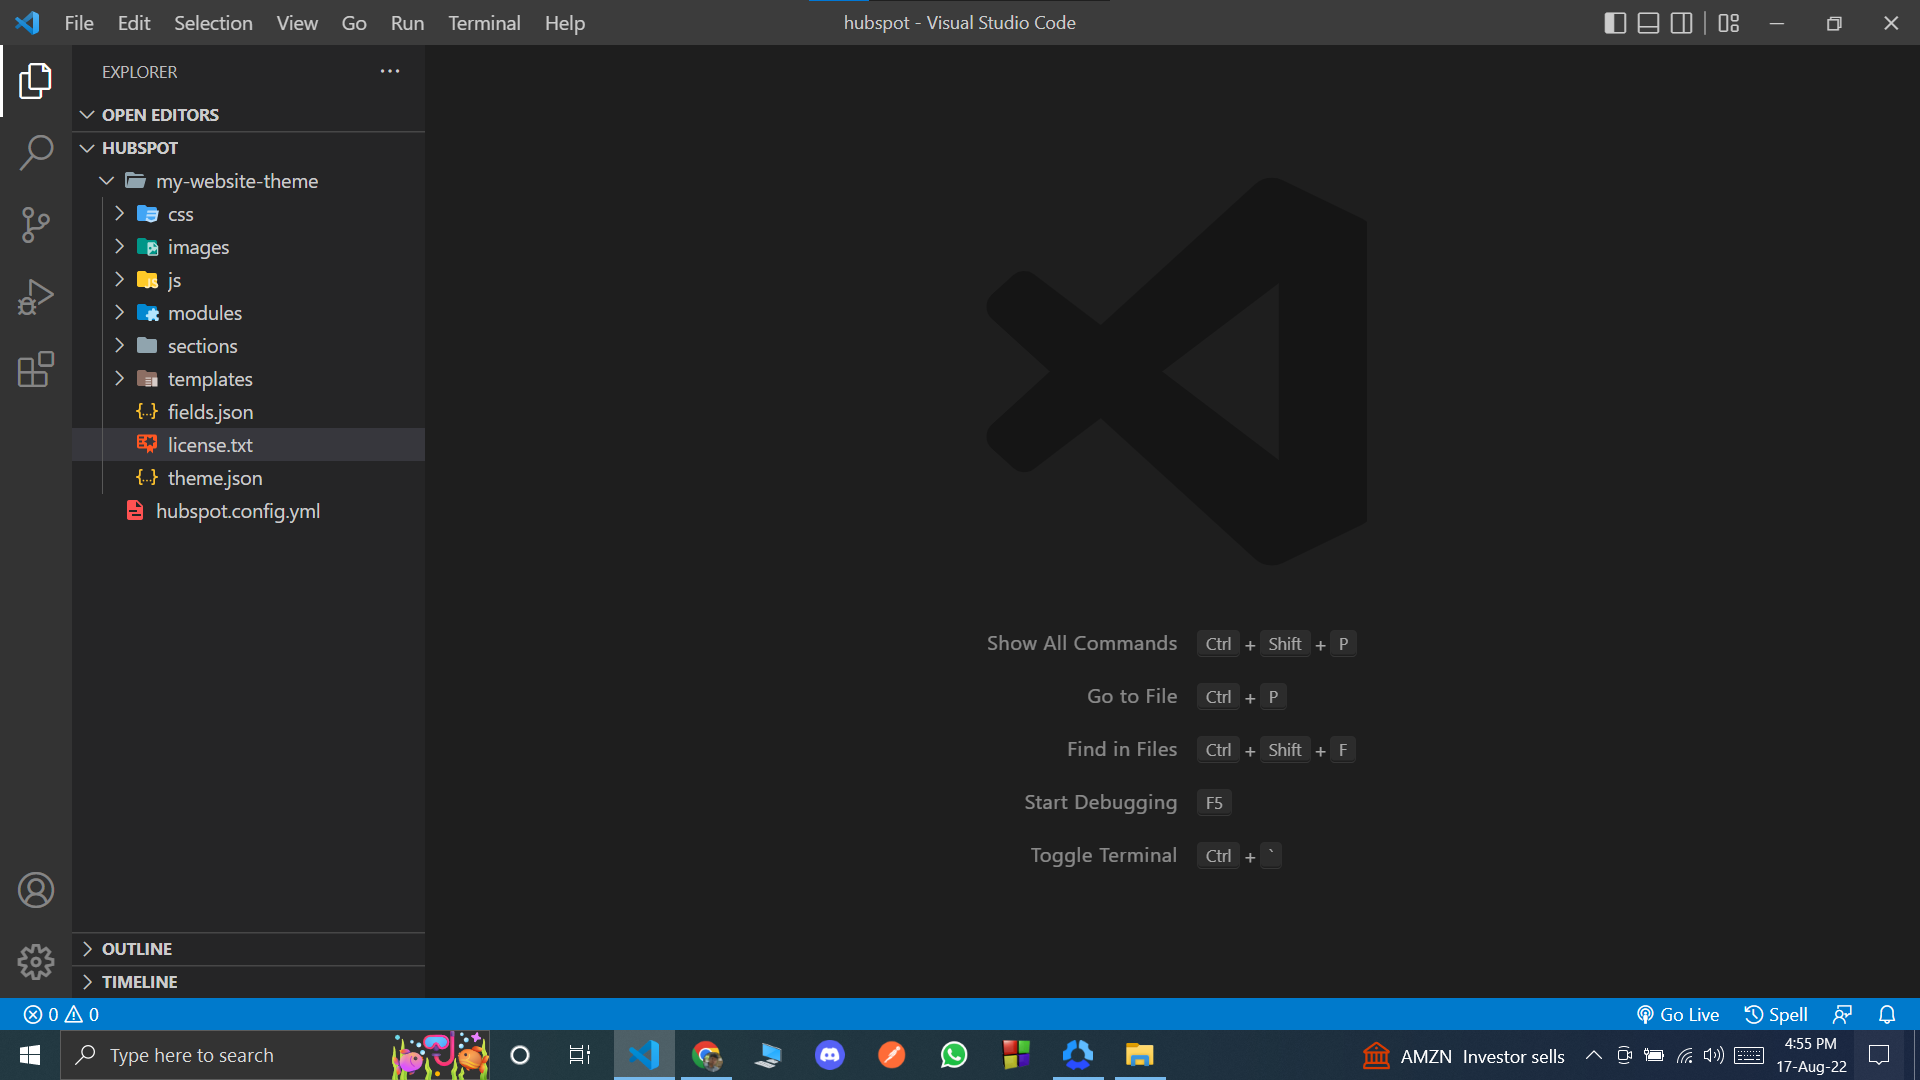 File Edit Selection View Go Run Terminal Help
hubspot - Visual Studio Code
EXPLORER
OPEN EDITORS
HUBSPOT
my-website-theme
css
images
js
modules
sections
templates
fields.json
license.txt
theme.json
hubspot.config.yml
Show All Commands Ctrl + Shift + P
Go to File Ctrl + P
Find in Files Ctrl + Shift + F
Start Debugging F5
Toggle Terminal Ctrl + `
OUTLINE
TIMELINE
0 0
Go Live Spell
Type here to search
AMZN Investor sells
4:55 PM
17-Aug-22